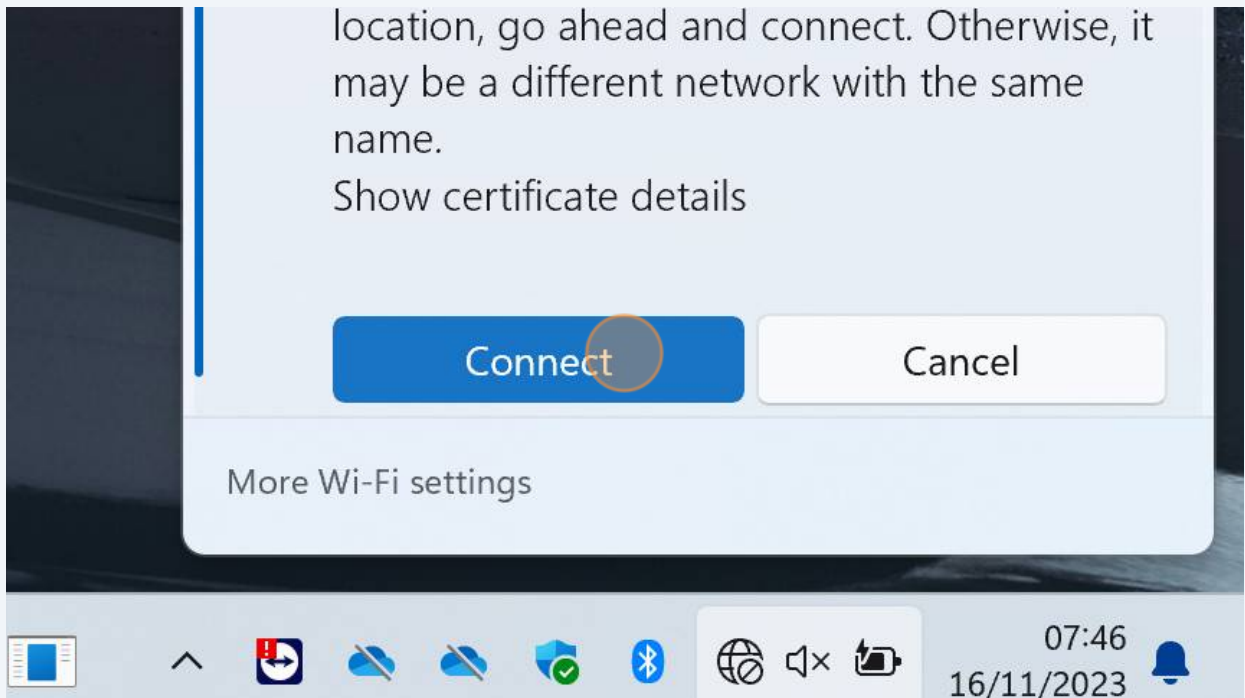 location, go ahead and connect. Otherwise, it
may be a different network with the same
name.
Show certificate details
Connect
Cancel
More Wi-Fi settings
07:46
16/11/2023